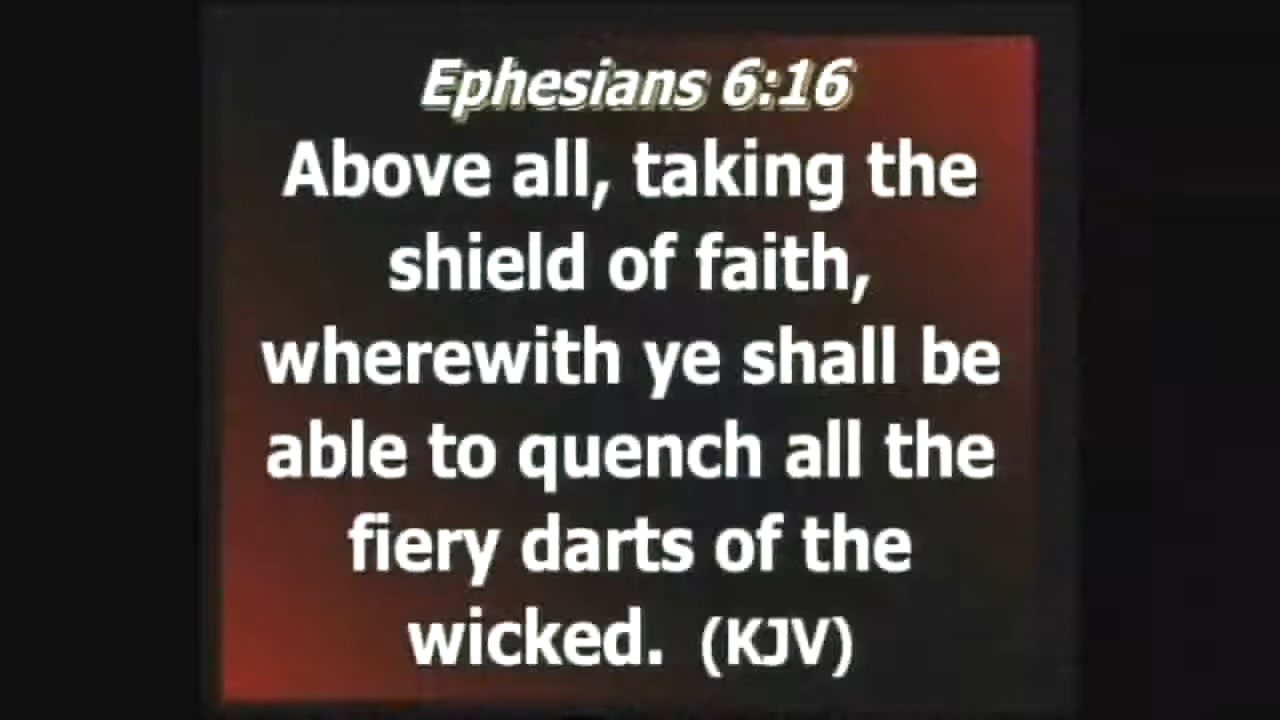 Ephesians 6:16
Above all, taking the
shield of faith,
wherewith ye shall be
able to quench all the
fiery darts of the
wicked. (KJV)